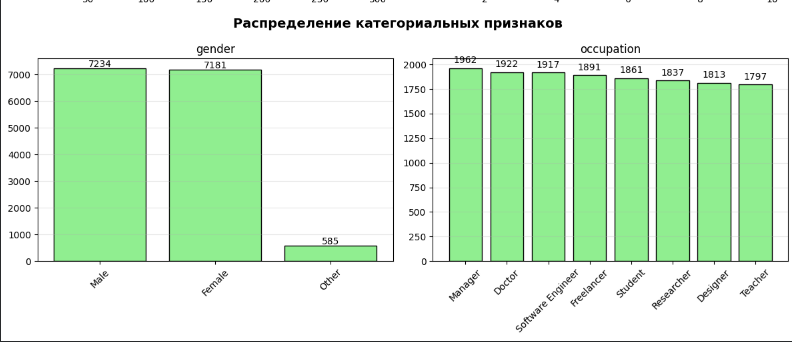 Распределение категориальных признаков
gender
7234
7181
585
7000
6000
5000
4000
3000
2000
1000
0
Male
Female
Other
occupation
1962
1922
1917
1891
1861
1837
1813
1797
2000
1750
1500
1250
1000
750
500
250
0
Manager
Doctor
Software Engineer
Freelancer
Student
Researcher
Designer
Teacher